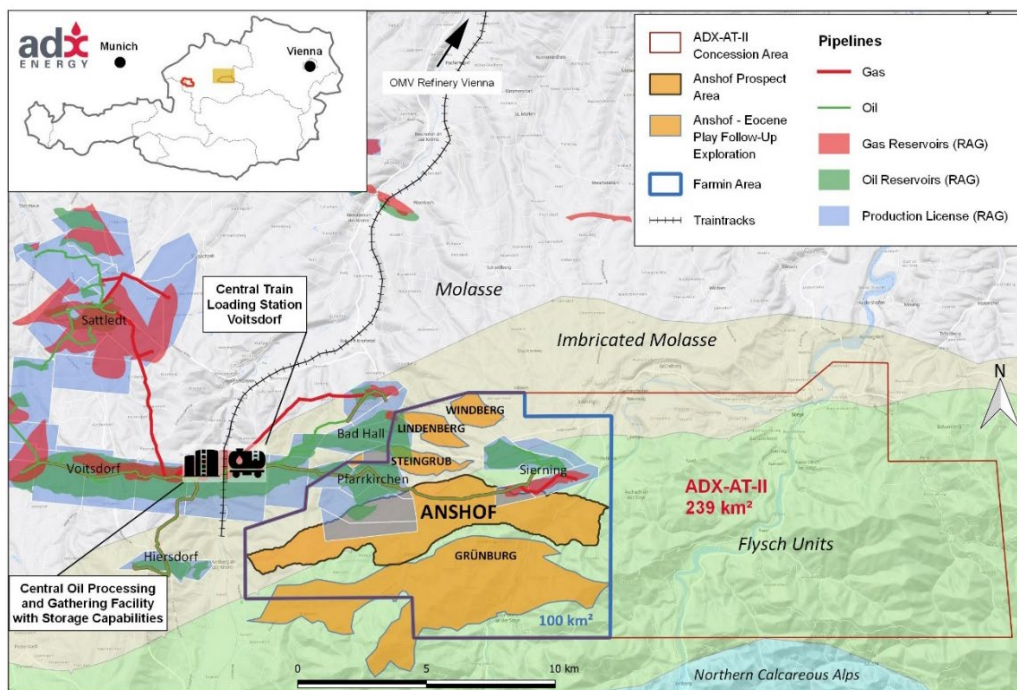 adx
ENERGY
Munich
Vienna
OMV Refinery Vienna
ADX-AT-II
Concession Area
Anshof Prospect
Area
Anshof - Eocene
Play Follow-Up
Exploration
Farmin Area
Traintracks
Pipelines
Gas
Oil
Gas Reservoirs (RAG)
Oil Reservoirs (RAG)
Production License (RAG)
Central Train
Loading Station
Voitsdorf
Molasse
Sattledt
Imbricated Molasse
N
WINDBERG
LINDENBERG
Bad Hall
STEINGRUB
Voitsdorf
Pfarrkirchen
Sierning
ADX-AT-II
239 km²
ANSHOF
Flysch Units
Hiersdorf
GRÜNBURG
Central Oil Processing
and Gathering Facility
with Storage Capabilities
100 km²
0 5 10 km
Northern Calcareous Alps